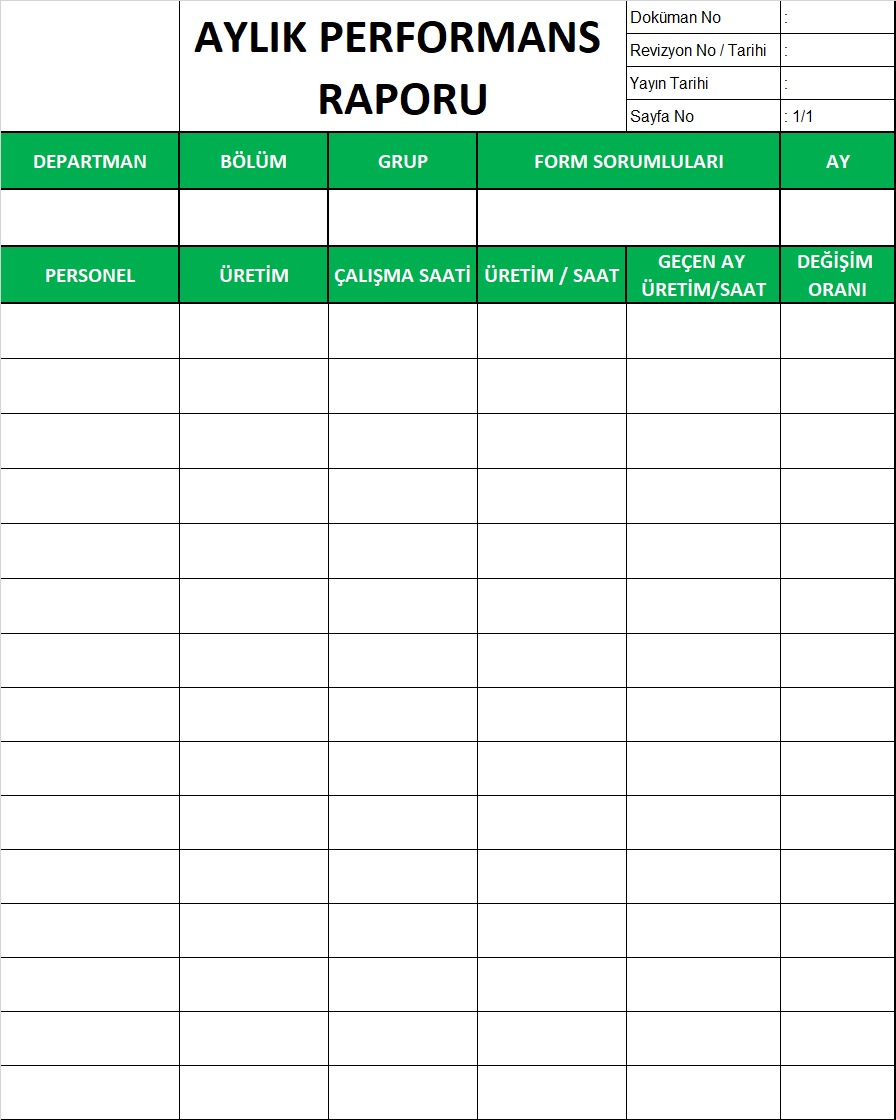 AYLIK PERFORMANS
RAPORU
Doküman No :
Revizyon No / Tarihi :
Yayın Tarihi :
Sayfa No : 1/1
DEPARTMAN BÖLÜM GRUP FORM SORUMLULARI AY
PERSONEL ÜRETİM ÇALIŞMA SAATİ ÜRETİM / SAAT GEÇEN AY ÜRETİM/SAAT DEĞİŞİM ORANI